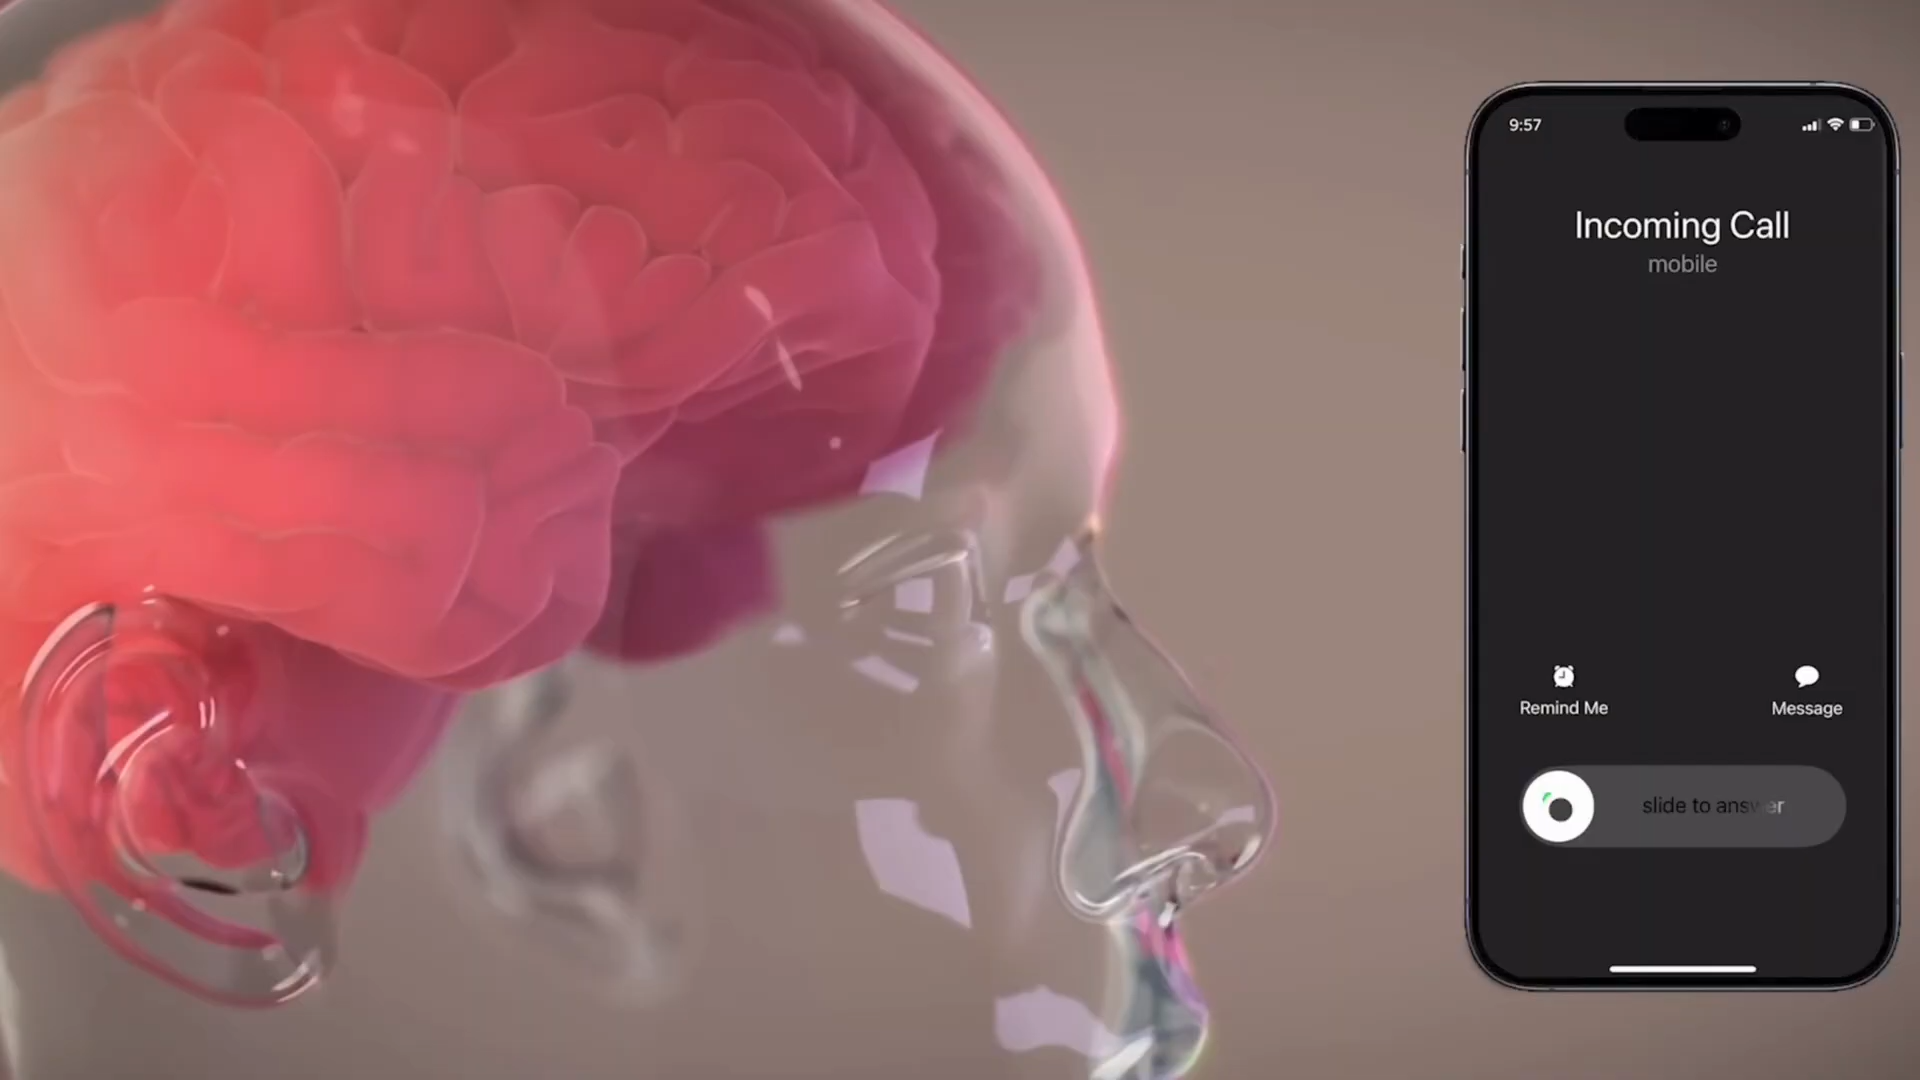 9:57
Incoming Call
mobile
Remind Me
Message
slide to answer